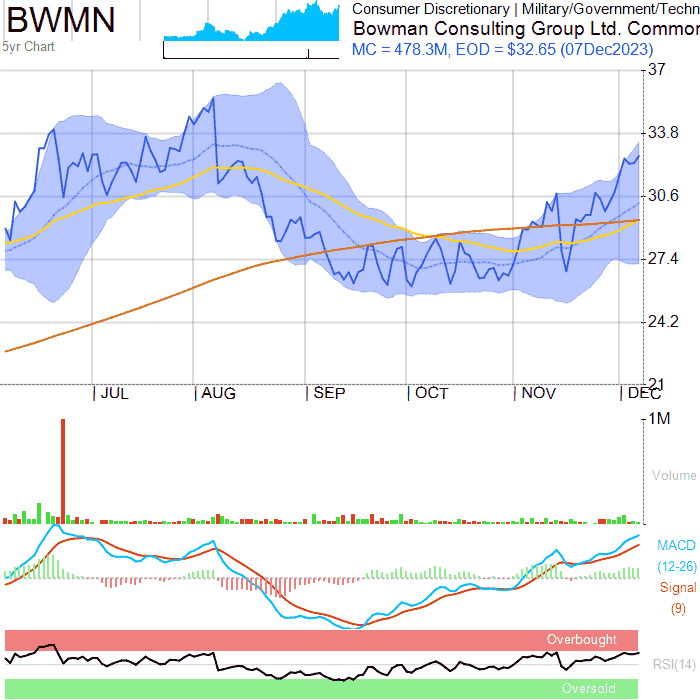 BWMN
5yr Chart
Consumer Discretionary | Military/Government/Techn
Bowman Consulting Group Ltd. Common
MC = 478.3M, EOD = $32.65 (07Dec2023)
37
33.8
30.6
27.4
24.2
21
JUL AUG SEP OCT NOV DEC
1M
Volume
MACD
(12-26)
Signal
(9)
Overbought
RSI(14)
Oversold